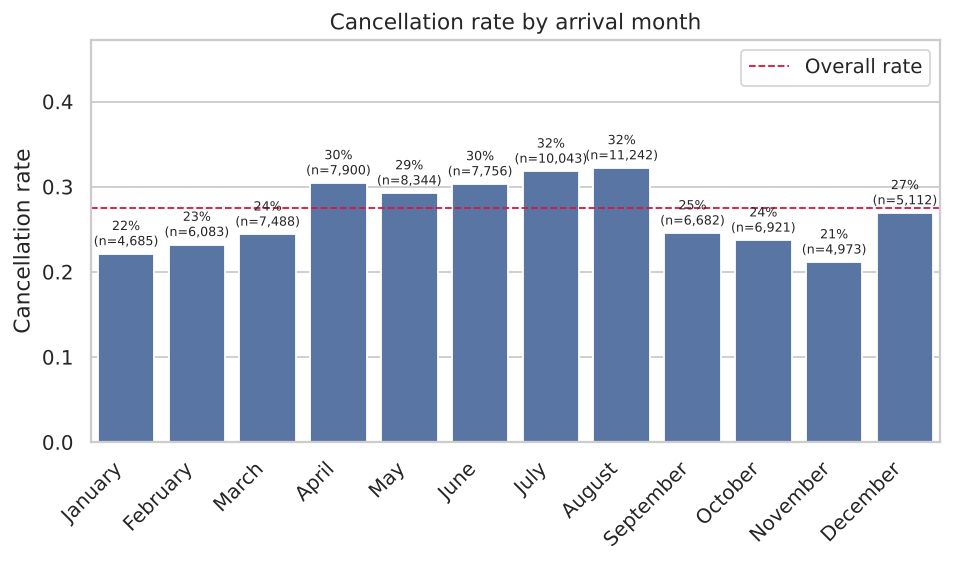 Cancellation rate by arrival month
Overall rate
Cancellation rate
0.4
0.3
0.2
0.1
0.0
22%
(n=4,685)
23%
(n=6,083)
24%
(n=7,488)
30%
(n=7,900)
29%
(n=8,344)
30%
(n=7,756)
32%
(n=10,043)
32%
(n=11,242)
25%
(n=6,682)
24%
(n=6,921)
21%
(n=4,973)
27%
(n=5,112)
January
February
March
April
May
June
July
August
September
October
November
December